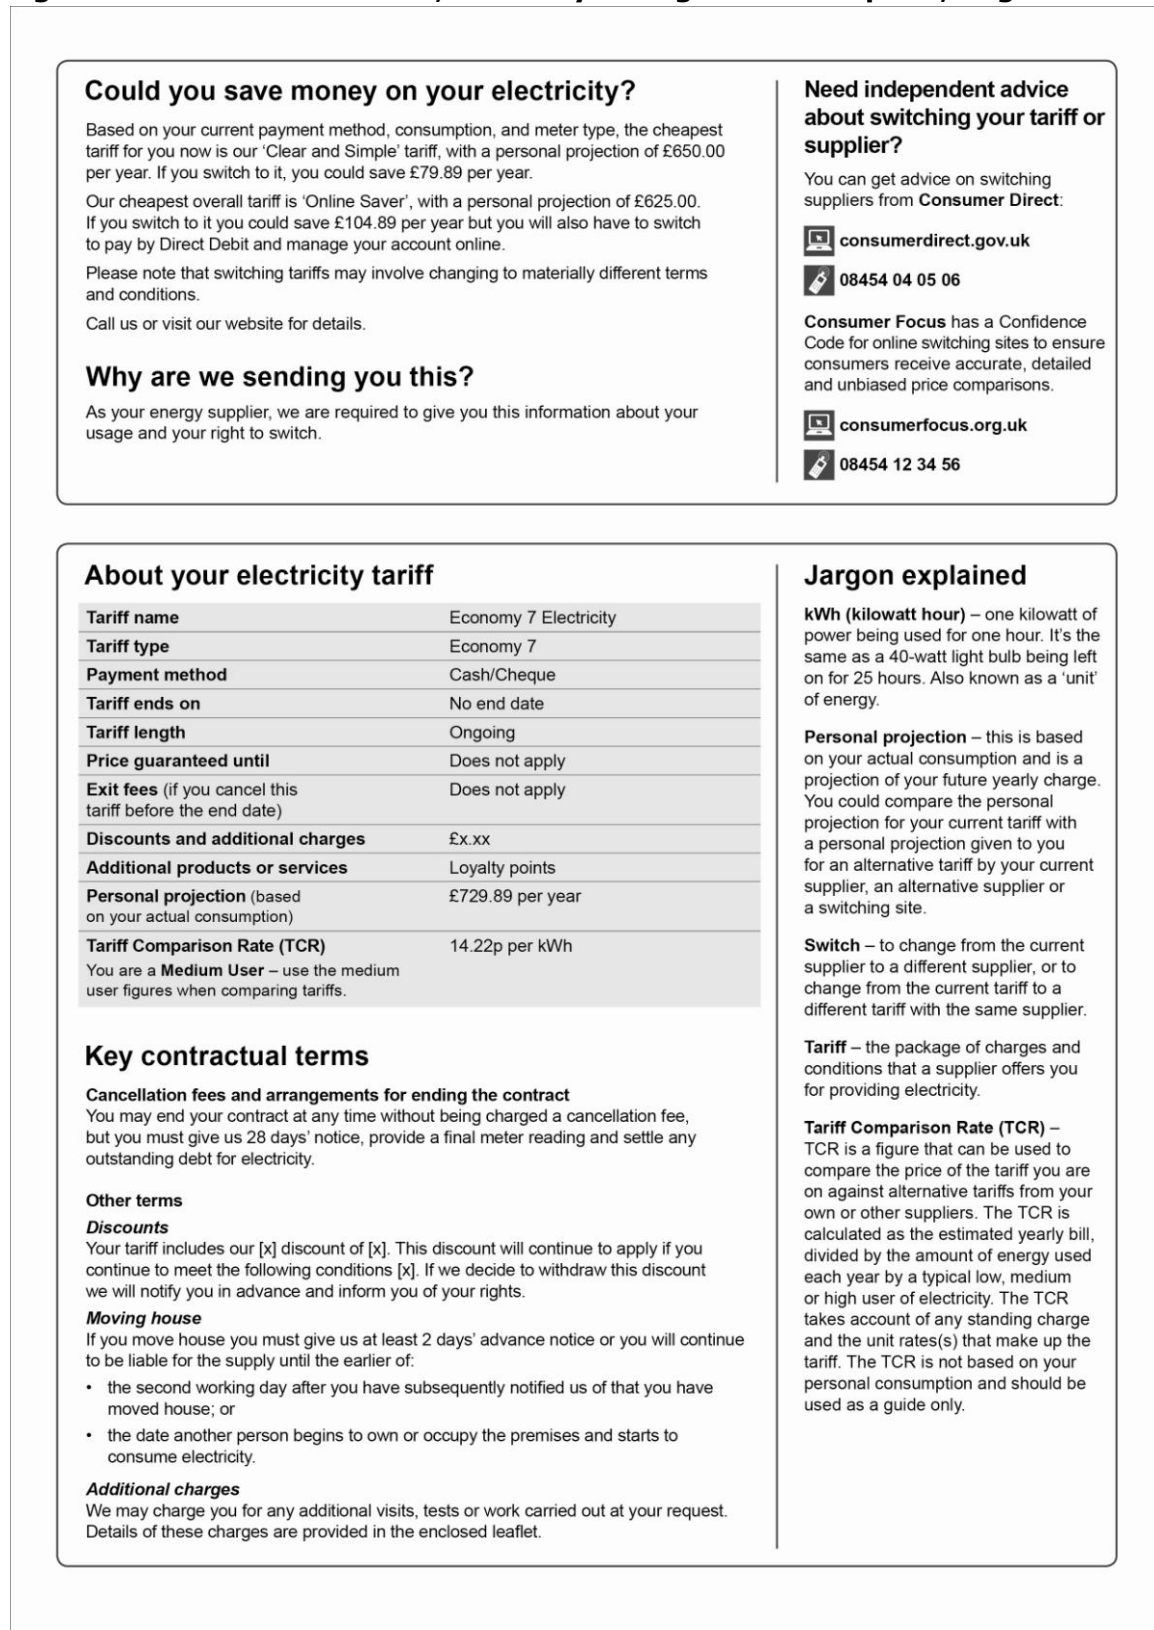 Could you save money on your electricity?
Based on your current payment method, consumption, and meter type, the cheapest
tariff for you now is our ‘Clear and Simple’ tariff, with a personal projection of £650.00
per year. If you switch to it, you could save £79.89 per year.
Our cheapest overall tariff is ‘Online Saver’, with a personal projection of £625.00.
If you switch to it you could save £104.89 per year but you will also have to switch
to pay by Direct Debit and manage your account online.
Please note that switching tariffs may involve changing to materially different terms
and conditions.
Call us or visit our website for details.
Why are we sending you this?
As your energy supplier, we are required to give you this information about your
usage and your right to switch.
Need independent advice
about switching your tariff or
supplier?
You can get advice on switching
suppliers from Consumer Direct:
consumerdirect.gov.uk
08454 04 05 06
Consumer Focus has a Confidence
Code for online switching sites to ensure
consumers receive accurate, detailed
and unbiased price comparisons.
consumerfocus.org.uk
08454 12 34 56
About your electricity tariff
Tariff name Economy 7 Electricity
Tariff type Economy 7
Payment method Cash/Cheque
Tariff ends on No end date
Tariff length Ongoing
Price guaranteed until Does not apply
Exit fees (if you cancel this Does not apply
tariff before the end date)
Discounts and additional charges £x.xx
Additional products or services Loyalty points
Personal projection (based £729.89 per year
on your actual consumption)
Tariff Comparison Rate (TCR) 14.22p per kWh
You are a Medium User – use the medium
user figures when comparing tariffs.
Key contractual terms
Cancellation fees and arrangements for ending the contract
You may end your contract at any time without being charged a cancellation fee,
but you must give us 28 days’ notice, provide a final meter reading and settle any
outstanding debt for electricity.
Other terms
Discounts
Your tariff includes our [x] discount of [x]. This discount will continue to apply if you
continue to meet the following conditions [x]. If we decide to withdraw this discount
we will notify you in advance and inform you of your rights.
Moving house
If you move house you must give us at least 2 days’ advance notice or you will continue
to be liable for the supply until the earlier of:
• the second working day after you have subsequently notified us of that you have
moved house; or
• the date another person begins to own or occupy the premises and starts to
consume electricity.
Additional charges
We may charge you for any additional visits, tests or work carried out at your request.
Details of these charges are provided in the enclosed leaflet.
Jargon explained
kWh (kilowatt hour) – one kilowatt of
power being used for one hour. It’s the
same as a 40-watt light bulb being left
on for 25 hours. Also known as a ‘unit’
of energy.
Personal projection – this is based
on your actual consumption and is a
projection of your future yearly charge.
You could compare the personal
projection for your current tariff with
a personal projection given to you
for an alternative tariff by your current
supplier, an alternative supplier or
a switching site.
Switch – to change from the current
supplier to a different supplier, or to
change from the current tariff to a
different tariff with the same supplier.
Tariff – the package of charges and
conditions that a supplier offers you
for providing electricity.
Tariff Comparison Rate (TCR) –
TCR is a figure that can be used to
compare the price of the tariff you are
on against alternative tariffs from your
own or other suppliers. The TCR is
calculated as the estimated yearly bill,
divided by the amount of energy used
each year by a typical low, medium
or high user of electricity. The TCR
takes account of any standing charge
and the unit rates(s) that make up the
tariff. The TCR is not based on your
personal consumption and should be
used as a guide only.